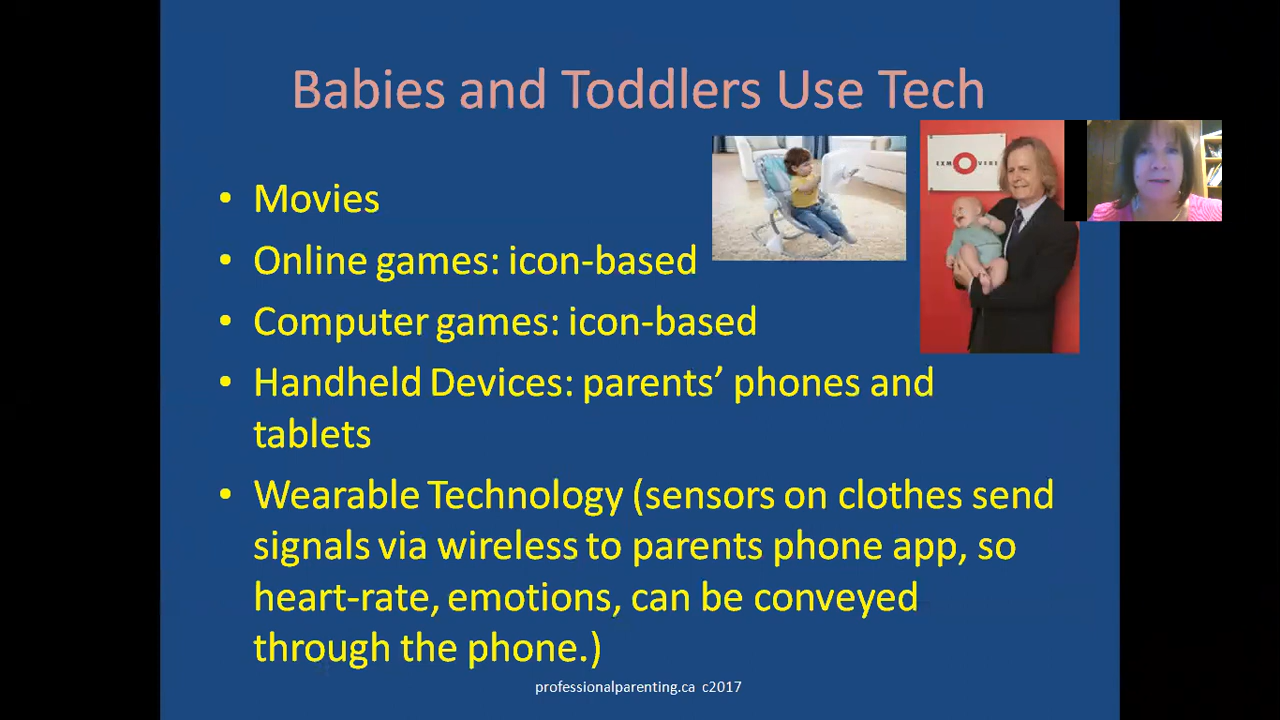 Babies and Toddlers Use Tech
EXMOVERE
• Movies
• Online games: icon-based
• Computer games: icon-based
• Handheld Devices: parents’ phones and
tablets
• Wearable Technology (sensors on clothes send
signals via wireless to parents phone app, so
heart-rate, emotions, can be conveyed
through the phone.)
professionalparenting.ca c2017